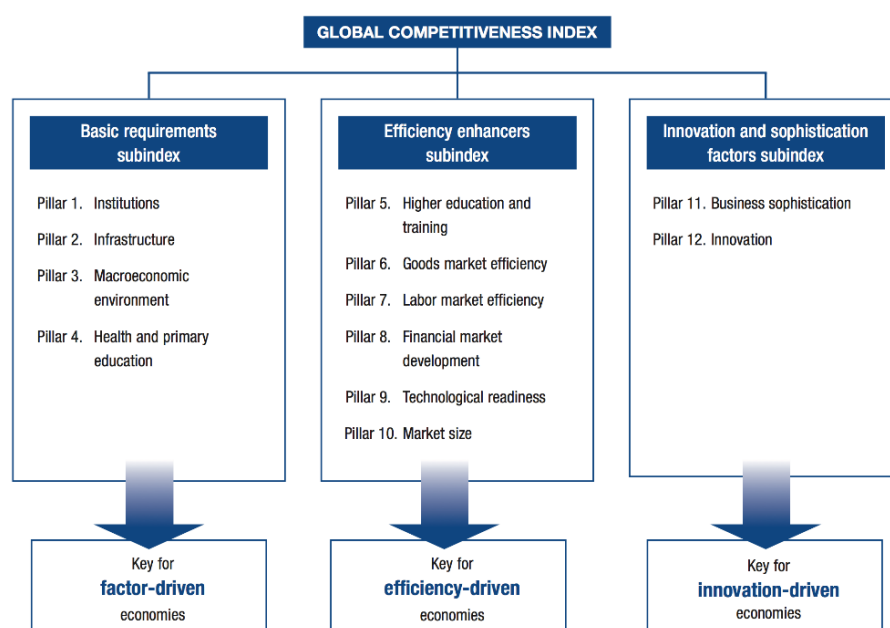 GLOBAL COMPETITIVENESS INDEX
Basic requirements
subindex
Pillar 1. Institutions
Pillar 2. Infrastructure
Pillar 3. Macroeconomic
environment
Pillar 4. Health and primary
education
Key for
factor-driven
economies
Efficiency enhancers
subindex
Pillar 5. Higher education and
training
Pillar 6. Goods market efficiency
Pillar 7. Labor market efficiency
Pillar 8. Financial market
development
Pillar 9. Technological readiness
Pillar 10. Market size
Key for
efficiency-driven
economies
Innovation and sophistication
factors subindex
Pillar 11. Business sophistication
Pillar 12. Innovation
Key for
innovation-driven
economies